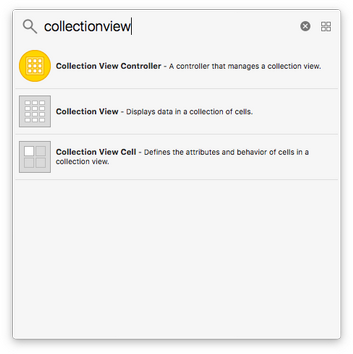 collectionview
Collection View Controller - A controller that manages a collection view.
Collection View - Displays data in a collection of cells.
Collection View Cell - Defines the attributes and behavior of cells in a
collection view.